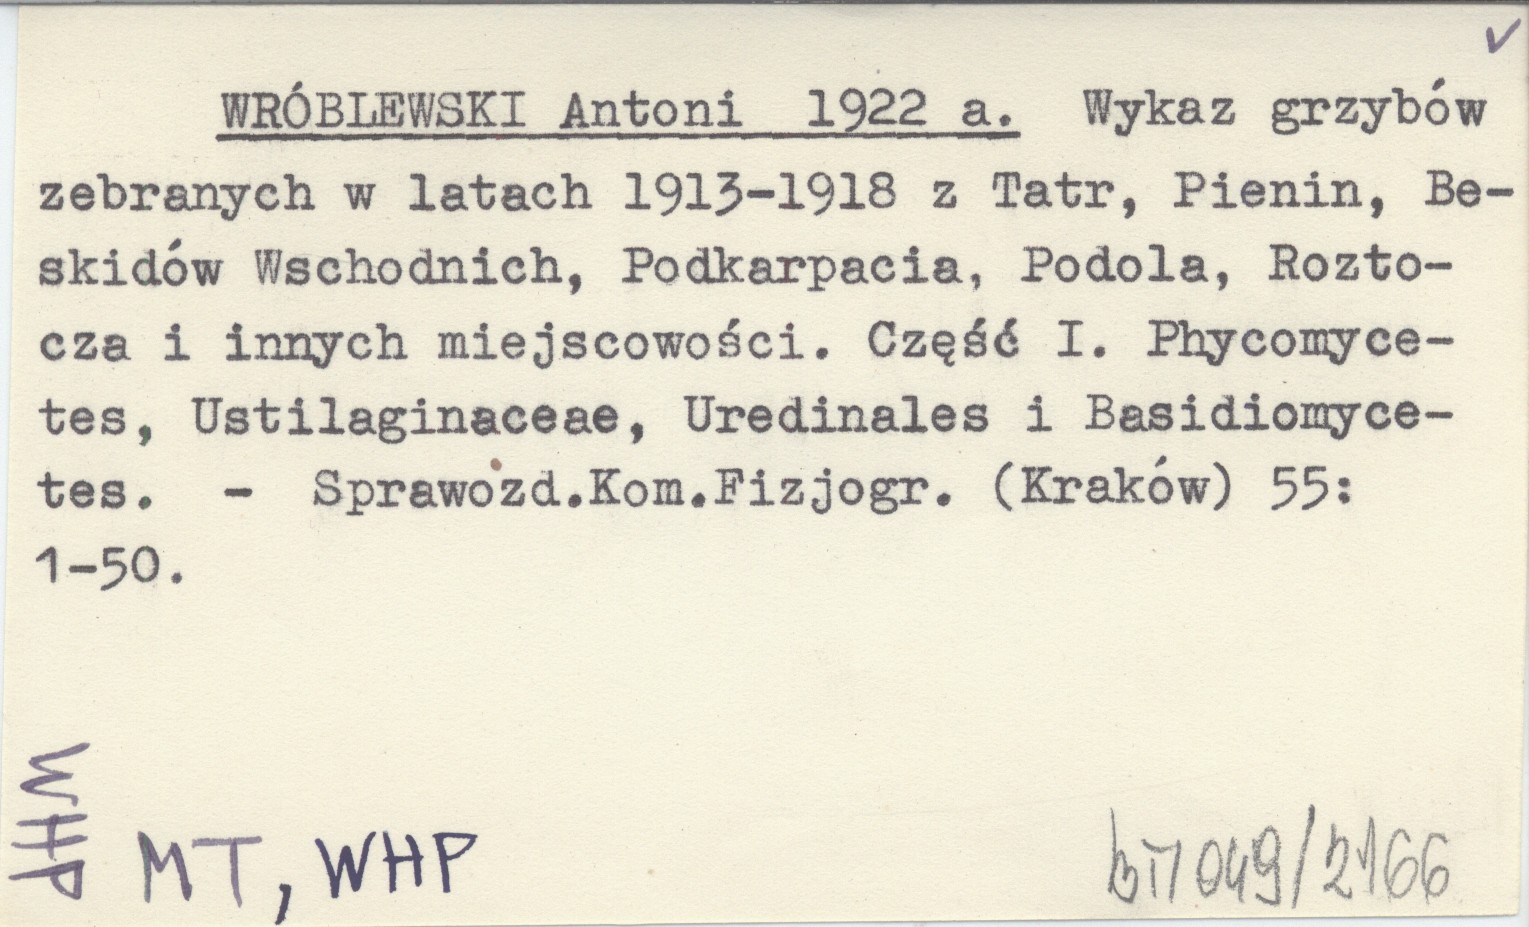 ✓
WRÓBLEWSKI Antoni 1922 a. Wykaz grzybów
zebranych w latach 1913-1918 z Tatr, Pienin, Be-
skidów Wschodnich, Podkarpacia, Podola, Rozto-
cza i innych miejscowości. Część I. Phycomyce-
tes, Ustilaginaceae, Uredinales i Basidiomyce-
tes. - Sprawozd.Kom.Fizjogr. (Kraków) 55:
1-50.
WHP
MT, WHP
049/2166